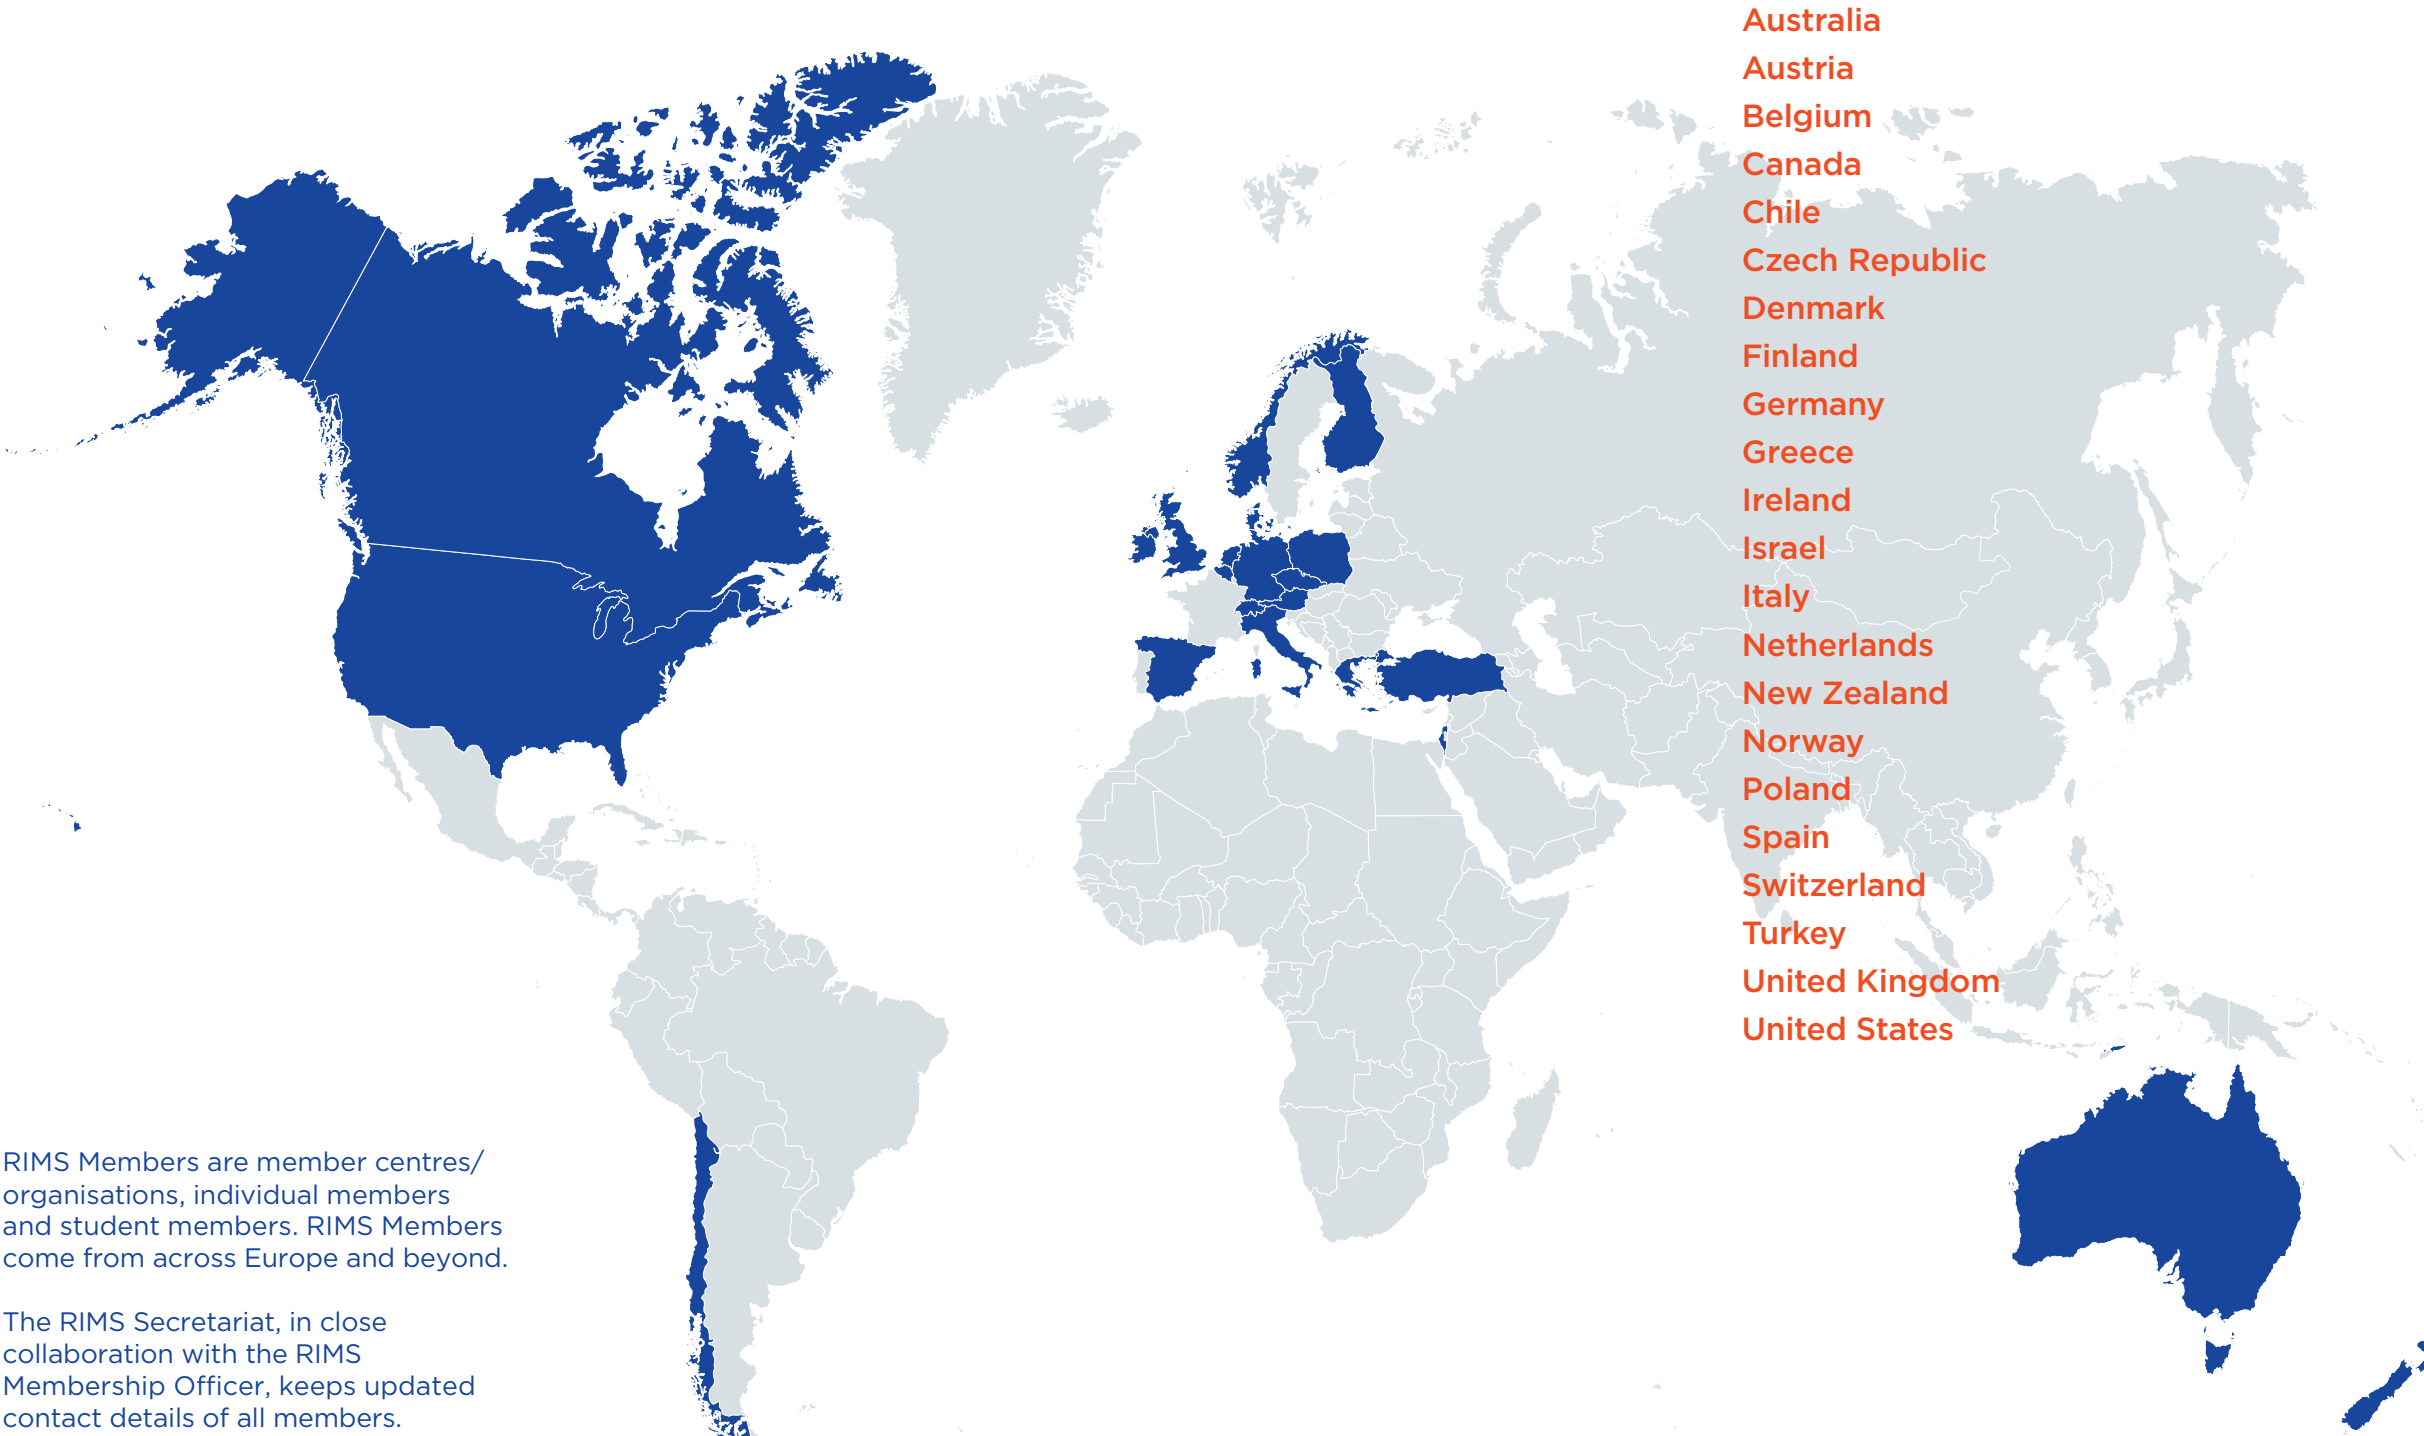 Australia
Austria
Belgium
Canada
Chile
Czech Republic
Denmark
Finland
Germany
Greece
Ireland
Israel
Italy
Netherlands
New Zealand
Norway
Poland
Spain
Switzerland
Turkey
United Kingdom
United States
RIMS Members are member centres/
organisations, individual members
and student members. RIMS Members
come from across Europe and beyond.
The RIMS Secretariat, in close
collaboration with the RIMS
Membership Officer, keeps updated
contact details of all members.